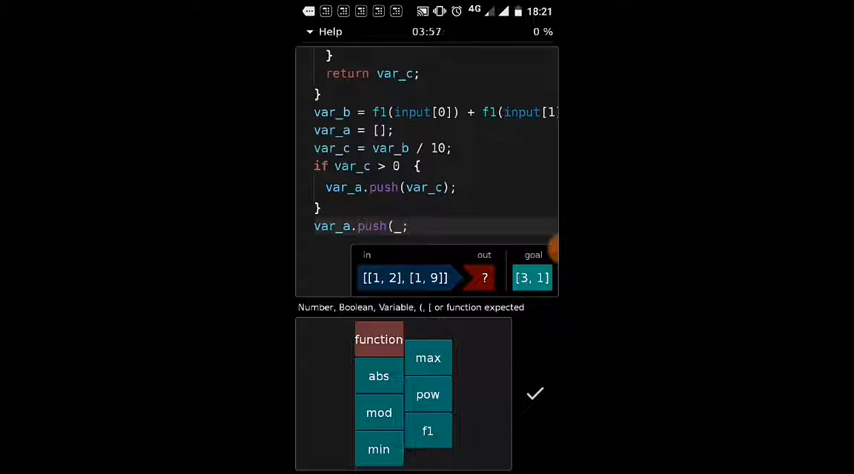 4G 18:21
Help 03:57 0 %
}
return var_c;
}
var_b = f1(input[0]) + f1(input[1]
var_a = [];
var_c = var_b / 10;
if var_c > 0 {
var_a.push(var_c);
}
var_a.push(_;
in out goal
[[1, 2], [1, 9]] ? [3, 1]
Number, Boolean, Variable, (, [ or function expected
function
max
abs
pow
mod
f1
min